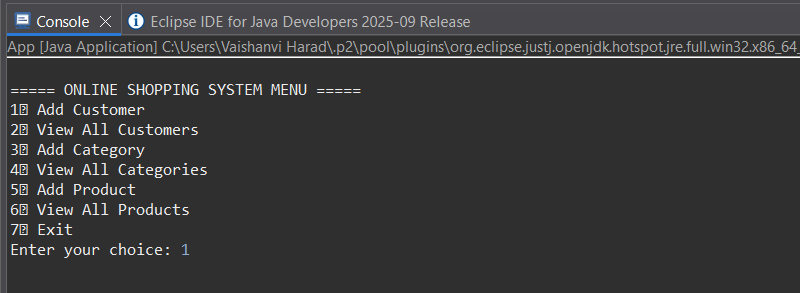 Console Eclipse IDE for Java Developers 2025-09 Release
App [Java Application] C:\Users\Vaishanvi Harad\.p2\pool\plugins\org.eclipse.justj.openjdk.hotspot.jre.full.win32.x86_64_
===== ONLINE SHOPPING SYSTEM MENU =====
1⃣ Add Customer
2⃣ View All Customers
3⃣ Add Category
4⃣ View All Categories
5⃣ Add Product
6⃣ View All Products
7⃣ Exit
Enter your choice: 1